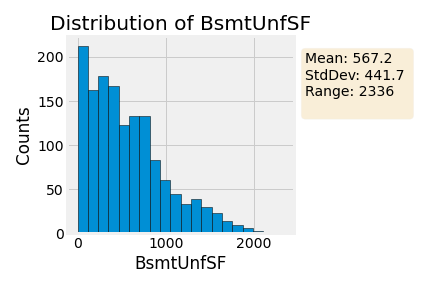 Distribution of BsmtUnfSF
Mean: 567.2
StdDev: 441.7
Range: 2336
Counts
200
150
100
50
0
0 1000 2000
BsmtUnfSF